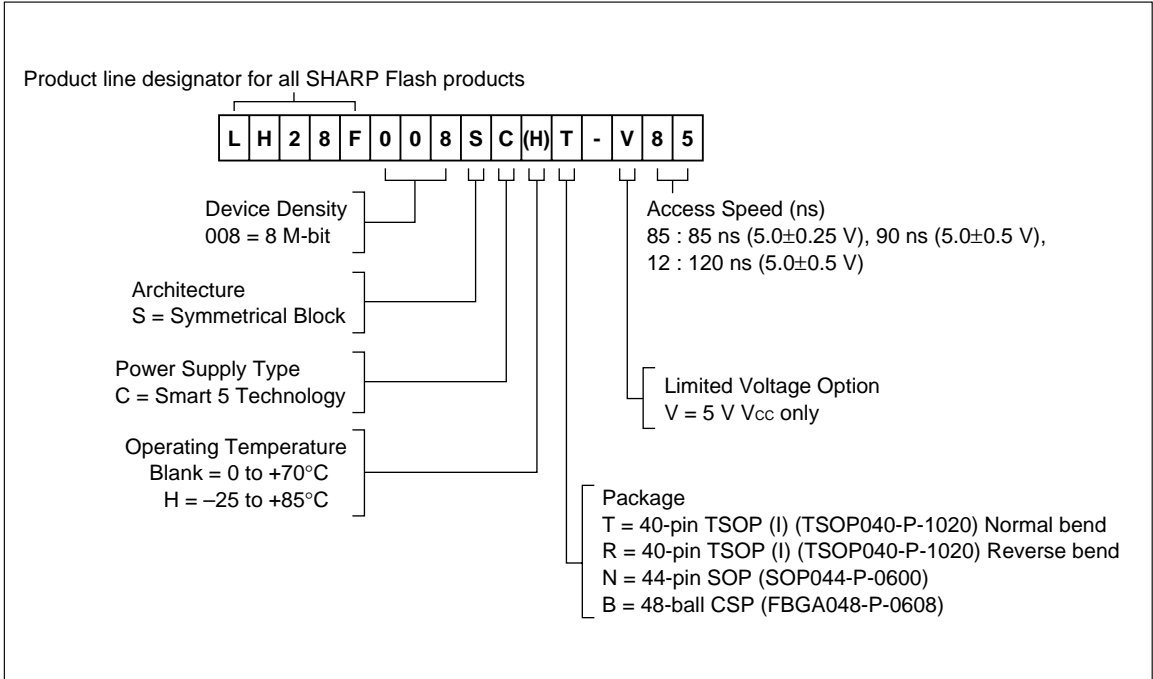 Product line designator for all SHARP Flash products
L H 2 8 F 0 0 8 S C (H) T - V 8 5
Device Density
008 = 8 M-bit
Architecture
S = Symmetrical Block
Power Supply Type
C = Smart 5 Technology
Operating Temperature
Blank = 0 to +70°C
H = –25 to +85°C
Access Speed (ns)
85 : 85 ns (5.0±0.25 V), 90 ns (5.0±0.5 V),
12 : 120 ns (5.0±0.5 V)
Limited Voltage Option
V = 5 V VCC only
Package
T = 40-pin TSOP (I) (TSOP040-P-1020) Normal bend
R = 40-pin TSOP (I) (TSOP040-P-1020) Reverse bend
N = 44-pin SOP (SOP044-P-0600)
B = 48-ball CSP (FBGA048-P-0608)